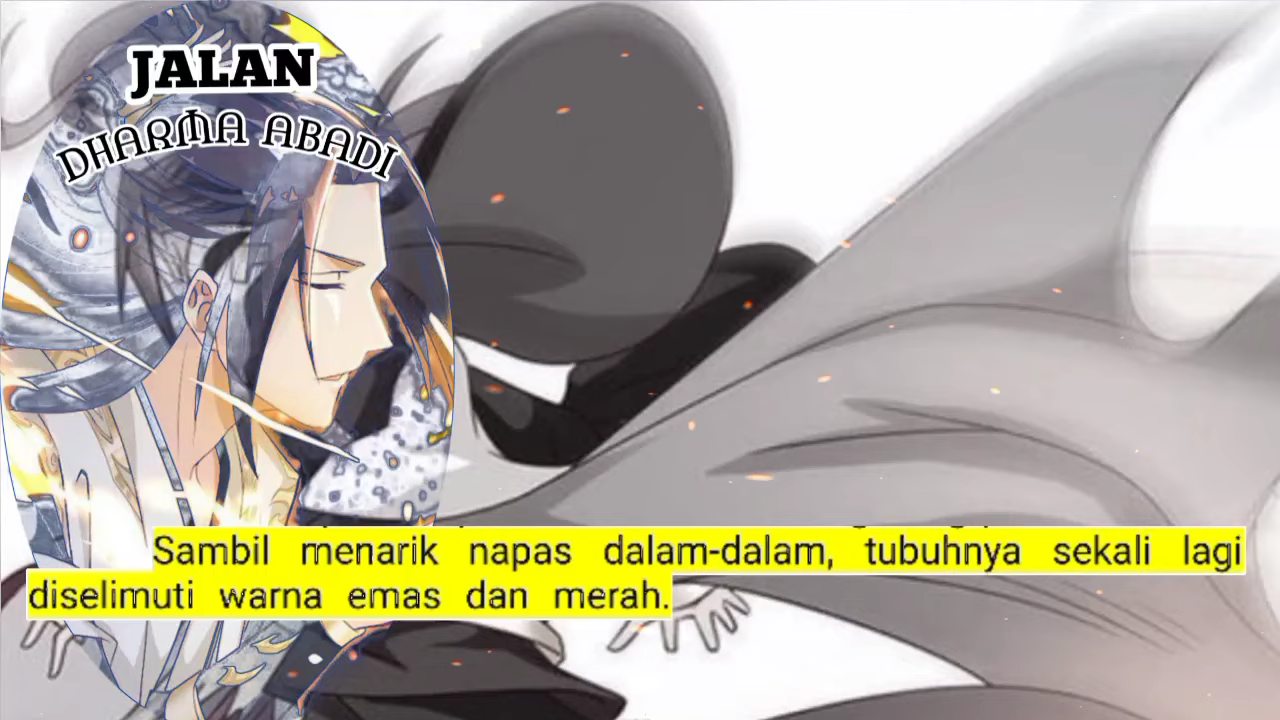 JALAN
DHARMA ABADI
Sambil menarik napas dalam-dalam, tubuhnya sekali lagi
diselimuti warna emas dan merah.